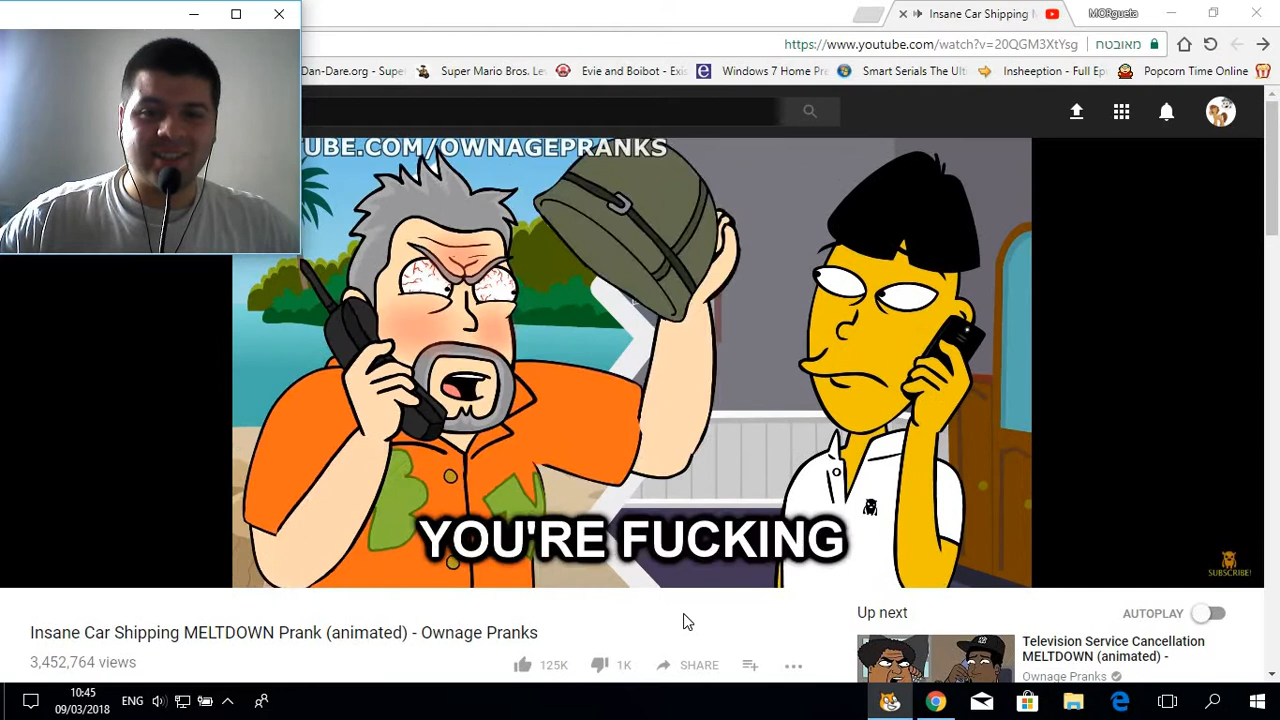 Insane Car Shipping
MORgueta
https://www.youtube.com/watch?v=20QGM3XtYsg
מאובטח
Dan-Dare.org - Supe
Super Mario Bros. Le
Evie and Boibot - Exis
Windows 7 Home Pre
Smart Serials The Ult
Insheeption - Full Ep
Popcorn Time Online
UBE.COM/OWNAGEPRANKS
YOU'RE FUCKING
SUBSCRIBE!
Insane Car Shipping MELTDOWN Prank (animated) - Ownage Pranks
3,452,764 views
125K
1K
SHARE
Up next
AUTOPLAY
Television Service Cancellation
MELTDOWN (animated) -
Ownage Pranks
10:45
09/03/2018
ENG